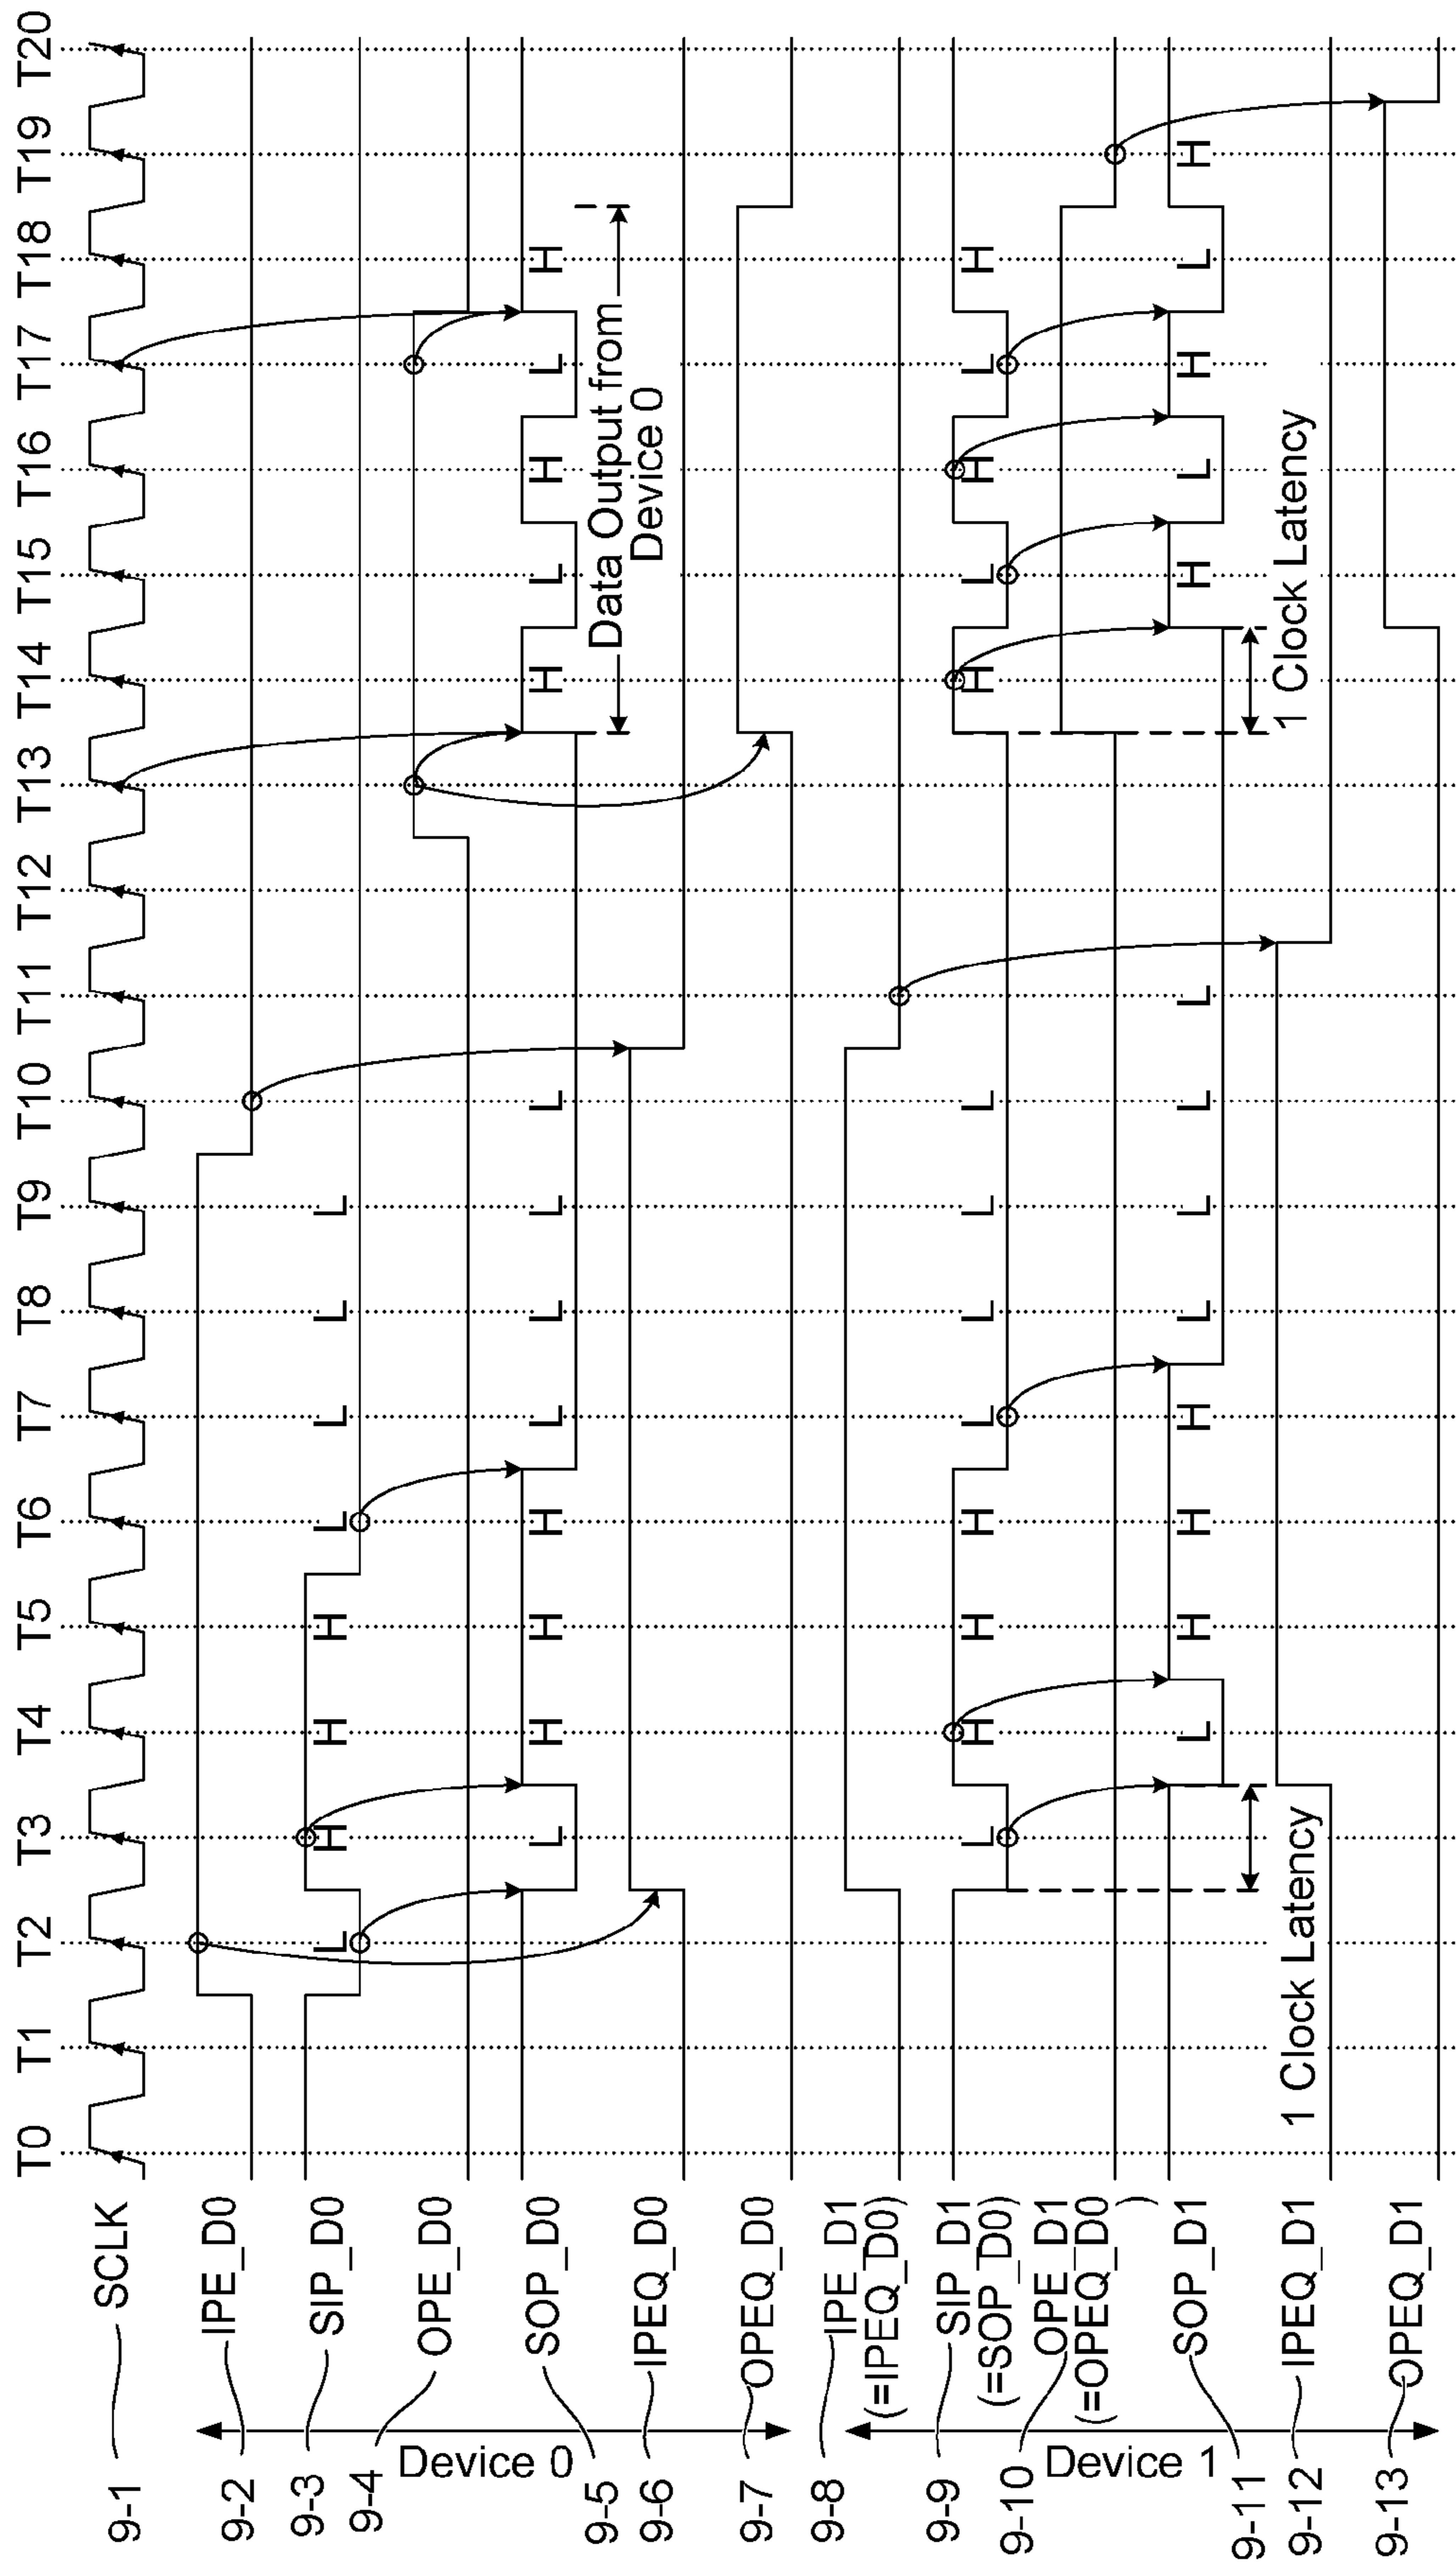 T0 T1 T2 T3 T4 T5 T6 T7 T8 T9 T10 T11 T12 T13 T14 T15 T16 T17 T18 T19 T20
9-1 SCLK
9-2 IPE_D0
9-3 SIP_D0 L H H H L L L L
9-4 OPE_D0
Device 0
9-5 SOP_D0 L H H H L L L L H L H L H
Data Output from
Device 0
9-6 IPEQ_D0
9-7 OPEQ_D0
9-8 IPE_D1
(=IPEQ_D0)
9-9 SIP_D1 L H H H L L L L H L H L H
(=SOP_D0)
9-10 OPE_D1
(=OPEQ_D0)
Device 1
9-11 SOP_D1 L H H H L L L L H L H L H
1 Clock Latency
1 Clock Latency
9-12 IPEQ_D1
9-13 OPEQ_D1